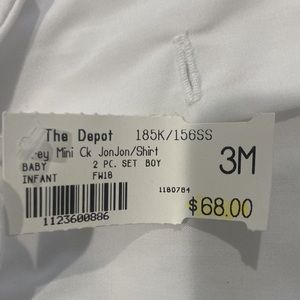 The Depot 185K/156SS
Mini Ck JonJon/Shirt
3M
BABY 2 PC. SET BOY
INFANT FW18
1180784
$68.00
1123600886